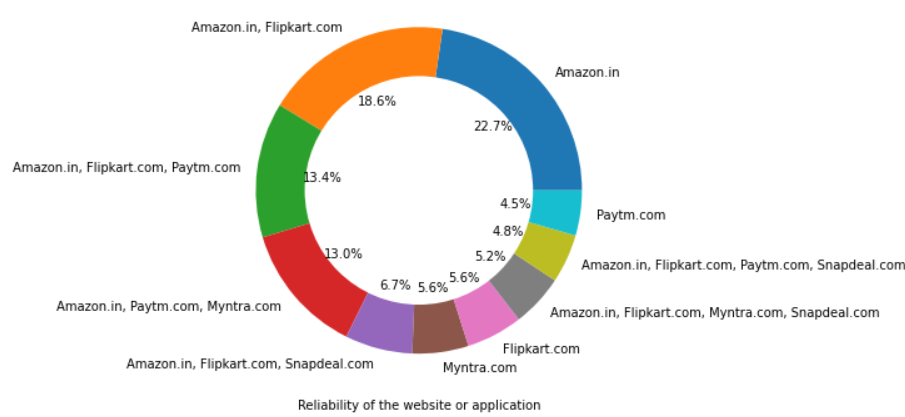 Amazon.in, Flipkart.com
Amazon.in
18.6%
22.7%
Amazon.in, Flipkart.com, Paytm.com
13.4%
4.5%
Paytm.com
4.8%
5.2%
Amazon.in, Flipkart.com, Paytm.com, Snapdeal.com
13.0%
6.7%
5.6%
5.6%
Amazon.in, Paytm.com, Myntra.com
Amazon.in, Flipkart.com, Myntra.com, Snapdeal.com
Flipkart.com
Amazon.in, Flipkart.com, Snapdeal.com
Myntra.com
Reliability of the website or application